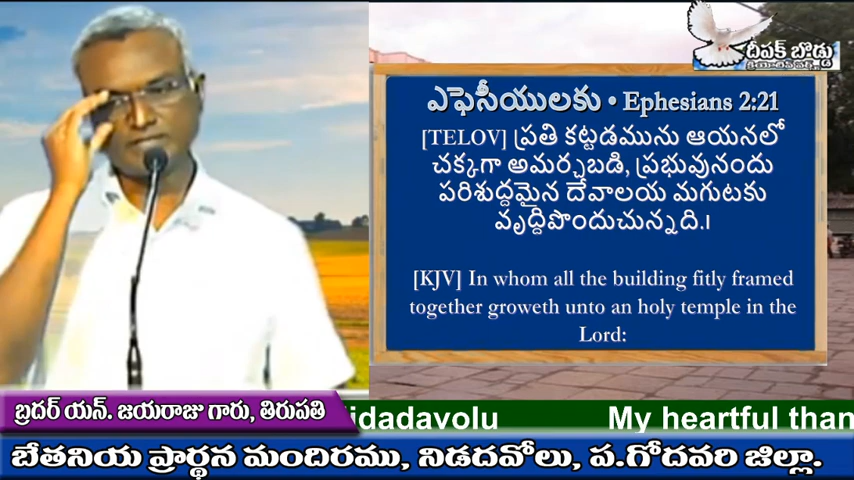 దీపక్ బొడ్డు
క్రియేటివ్ వర్క్స్
ఎఫెసీయులకు • Ephesians 2:21
[TELOV] ప్రతి కట్టడమును ఆయనలో
చక్కగా అమర్చబడి, ప్రభువునందు
పరిశుద్ధమైన దేవాలయ మగుటకు
వృద్ధిపొందుచున్నది.l
[KJV] In whom all the building fitly framed
together groweth unto an holy temple in the
Lord:
బ్రదర్ యన్. జయరాజు గారు, తిరుపతి
idadavolu My heartful than
బేతనియ ప్రార్థన మందిరము, నిడదవోలు, ప.గోదవరి జిల్లా.